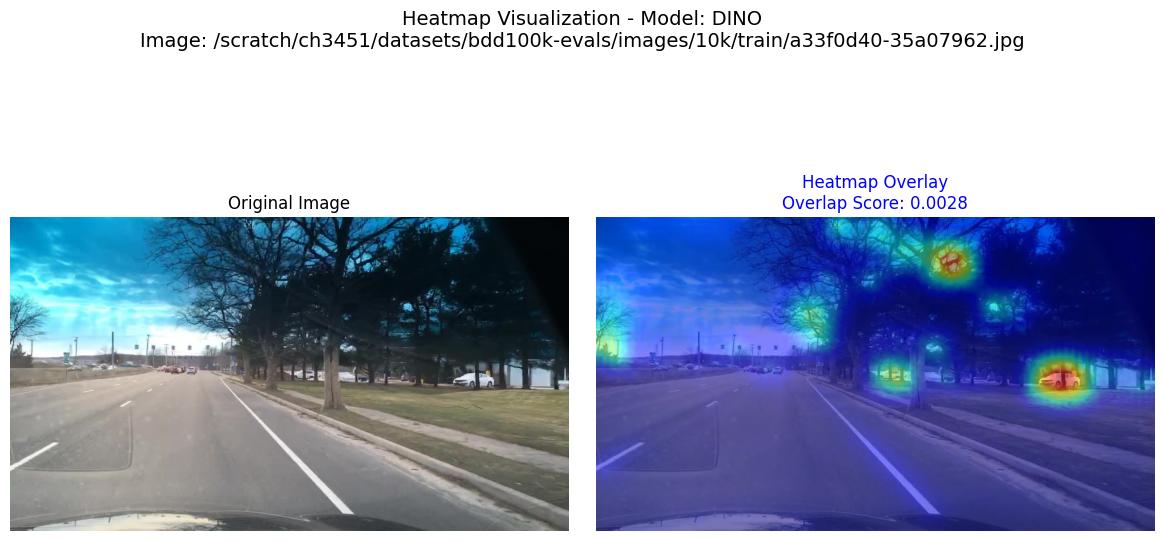 Heatmap Visualization - Model: DINO
Image: /scratch/ch3451/datasets/bdd100k-evals/images/10k/train/a33f0d40-35a07962.jpg
Original Image
Heatmap Overlay
Overlap Score: 0.0028